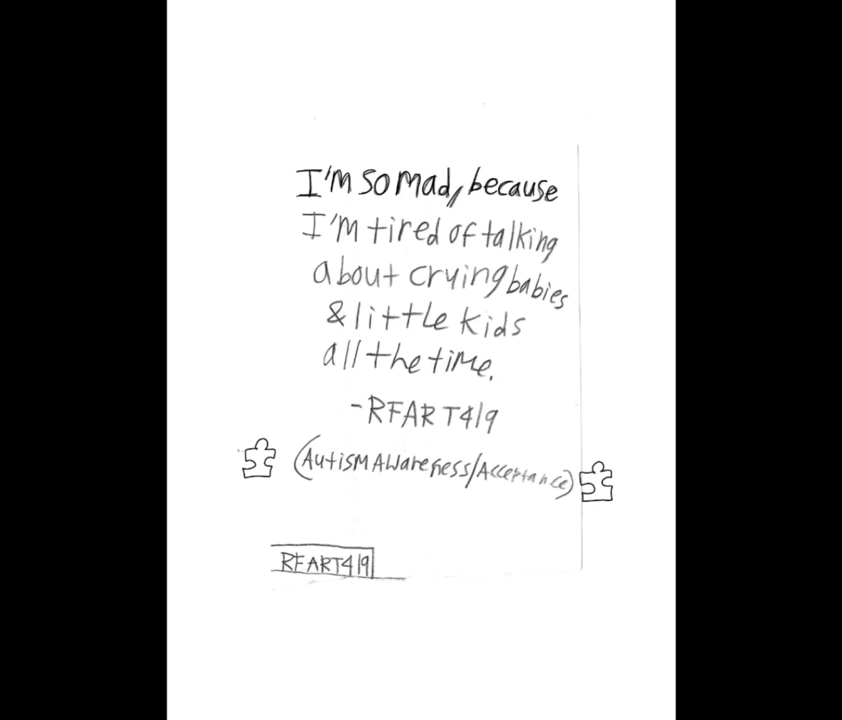 I'm so mad, because
I'm tired of talking
about crying babies
& little kids
all the time.
-RFART419
(Autism Awareness/Acceptance)
RFART419